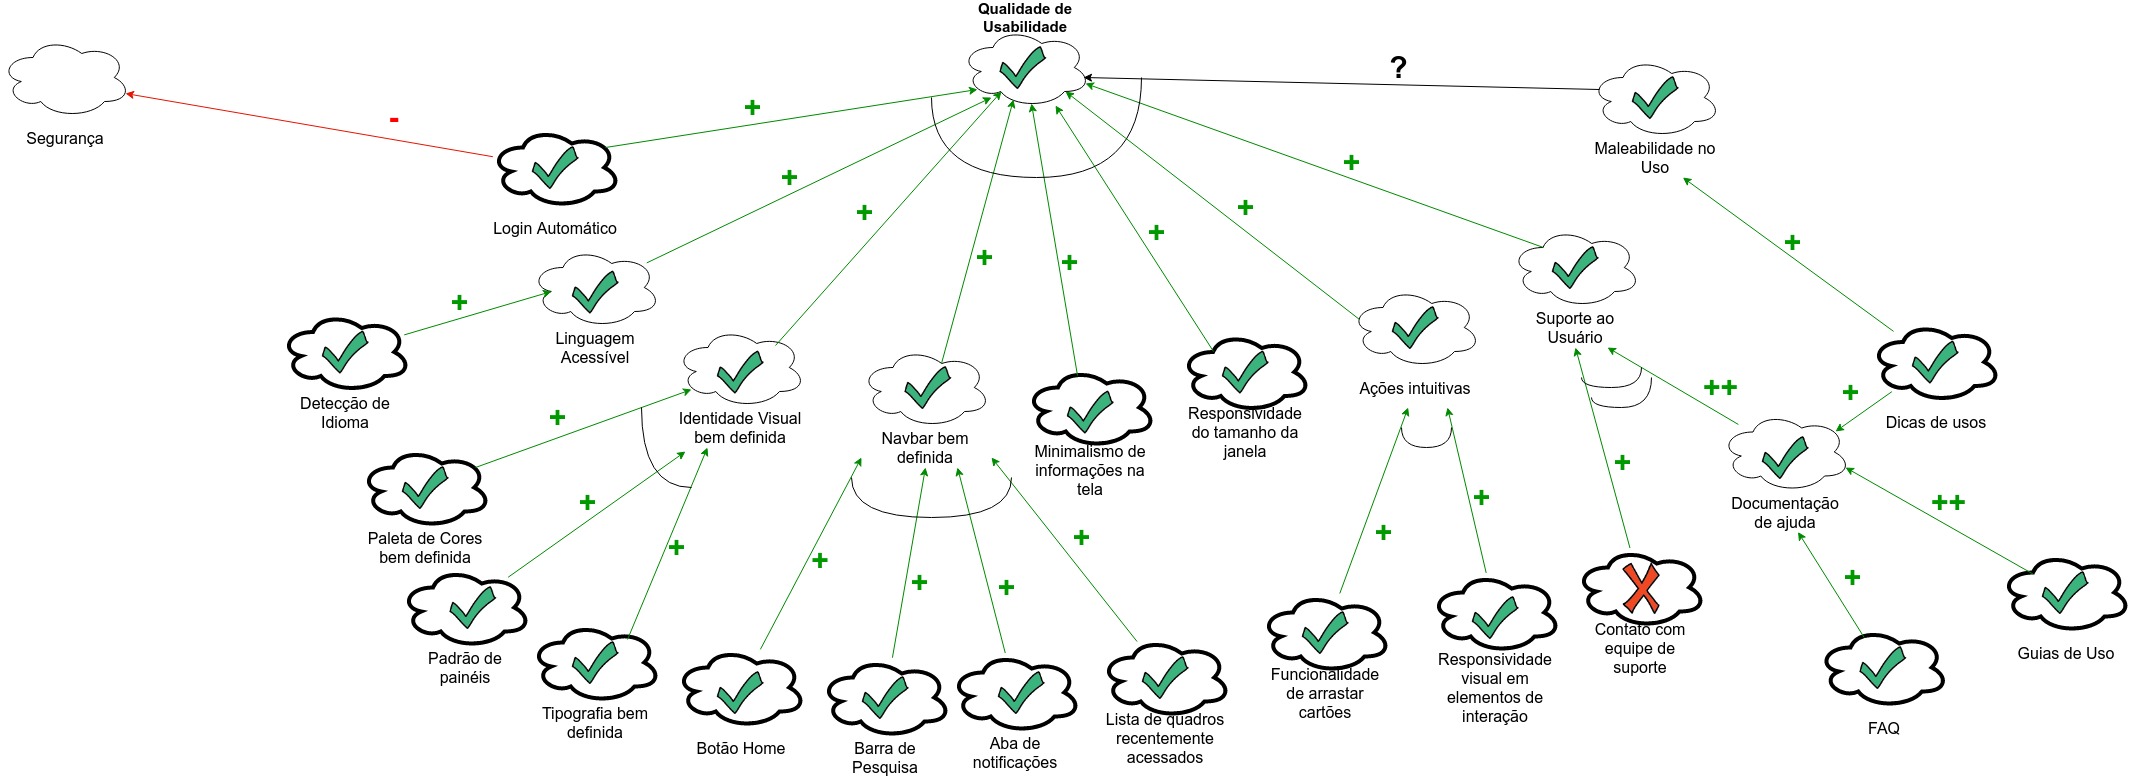 Qualidade de
Usabilidade
?
-
+
Segurança
Login Automático
Maleabilidade no
Uso
+
+
+
+
+
+
+
+
Linguagem
Acessível
Suporte ao
Usuário
+
Detecção de
Idioma
Identidade Visual
bem definida
Navbar bem
definida
Minimalismo de
informações na
tela
Responsividade
do tamanho da
janela
Ações intuitivas
++
+
Dicas de usos
+
+
+
Paleta de Cores
bem definida
Padrão de
painéis
Tipografia bem
definida
+
+
+
+
+
+
+
Documentação
de ajuda
++
+
Botão Home
Barra de
Pesquisa
Aba de
notificações
Lista de quadros
recentemente
acessados
Funcionalidade
de arrastar
cartões
Responsividade
visual em
elementos de
interação
Contato com
equipe de
suporte
FAQ
Guias de Uso